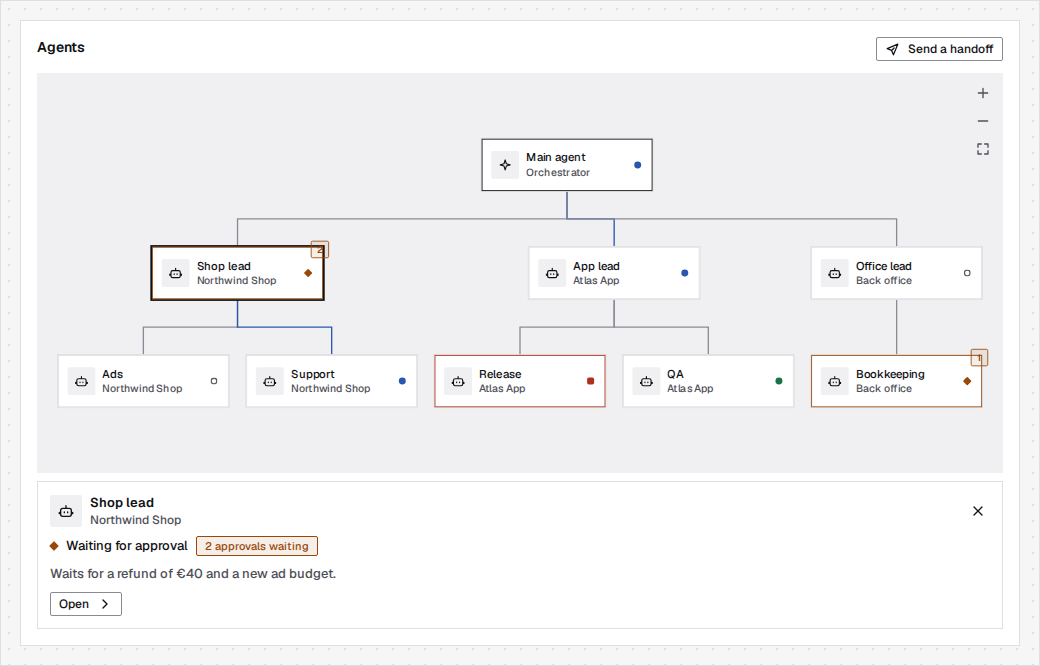 Agents
Send a handoff
Main agent
Orchestrator
2
Shop lead
Northwind Shop
App lead
Atlas App
Office lead
Back office
Ads
Northwind Shop
Support
Northwind Shop
Release
Atlas App
QA
Atlas App
1
Bookkeeping
Back office
Shop lead
Northwind Shop
Waiting for approval
2 approvals waiting
Waits for a refund of €40 and a new ad budget.
Open